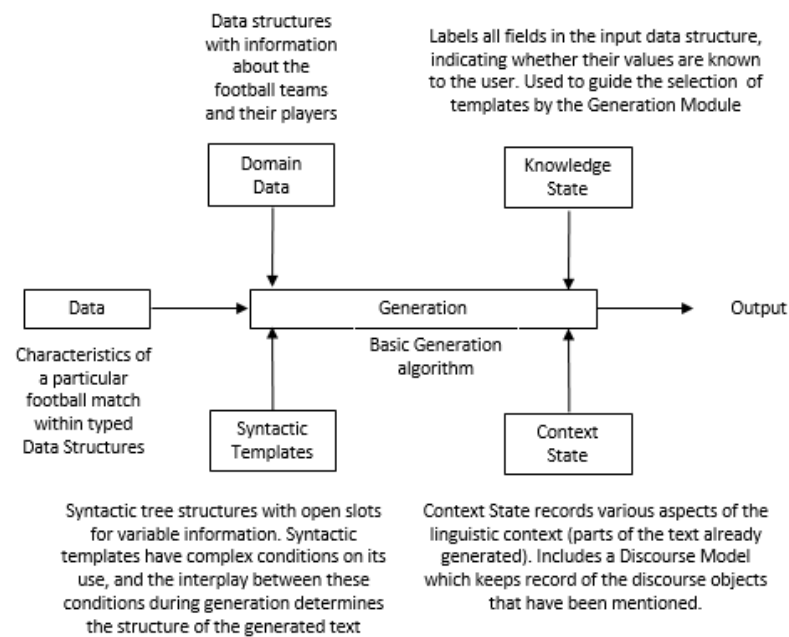 Data structures
with information
about the
football teams
and their players
Labels all fields in the input data structure,
indicating whether their values are known
to the user. Used to guide the selection of
templates by the Generation Module
Domain
Data
Knowledge
State
Data
Generation
Output
Basic Generation
algorithm
Characteristics of
a particular
football match
within typed
Data Structures
Syntactic
Templates
Context
State
Syntactic tree structures with open slots
for variable information. Syntactic
templates have complex conditions on its
use, and the interplay between these
conditions during generation determines
the structure of the generated text
Context State records various aspects of the
linguistic context (parts of the text already
generated). Includes a Discourse Model
which keeps record of the discourse objects
that have been mentioned.